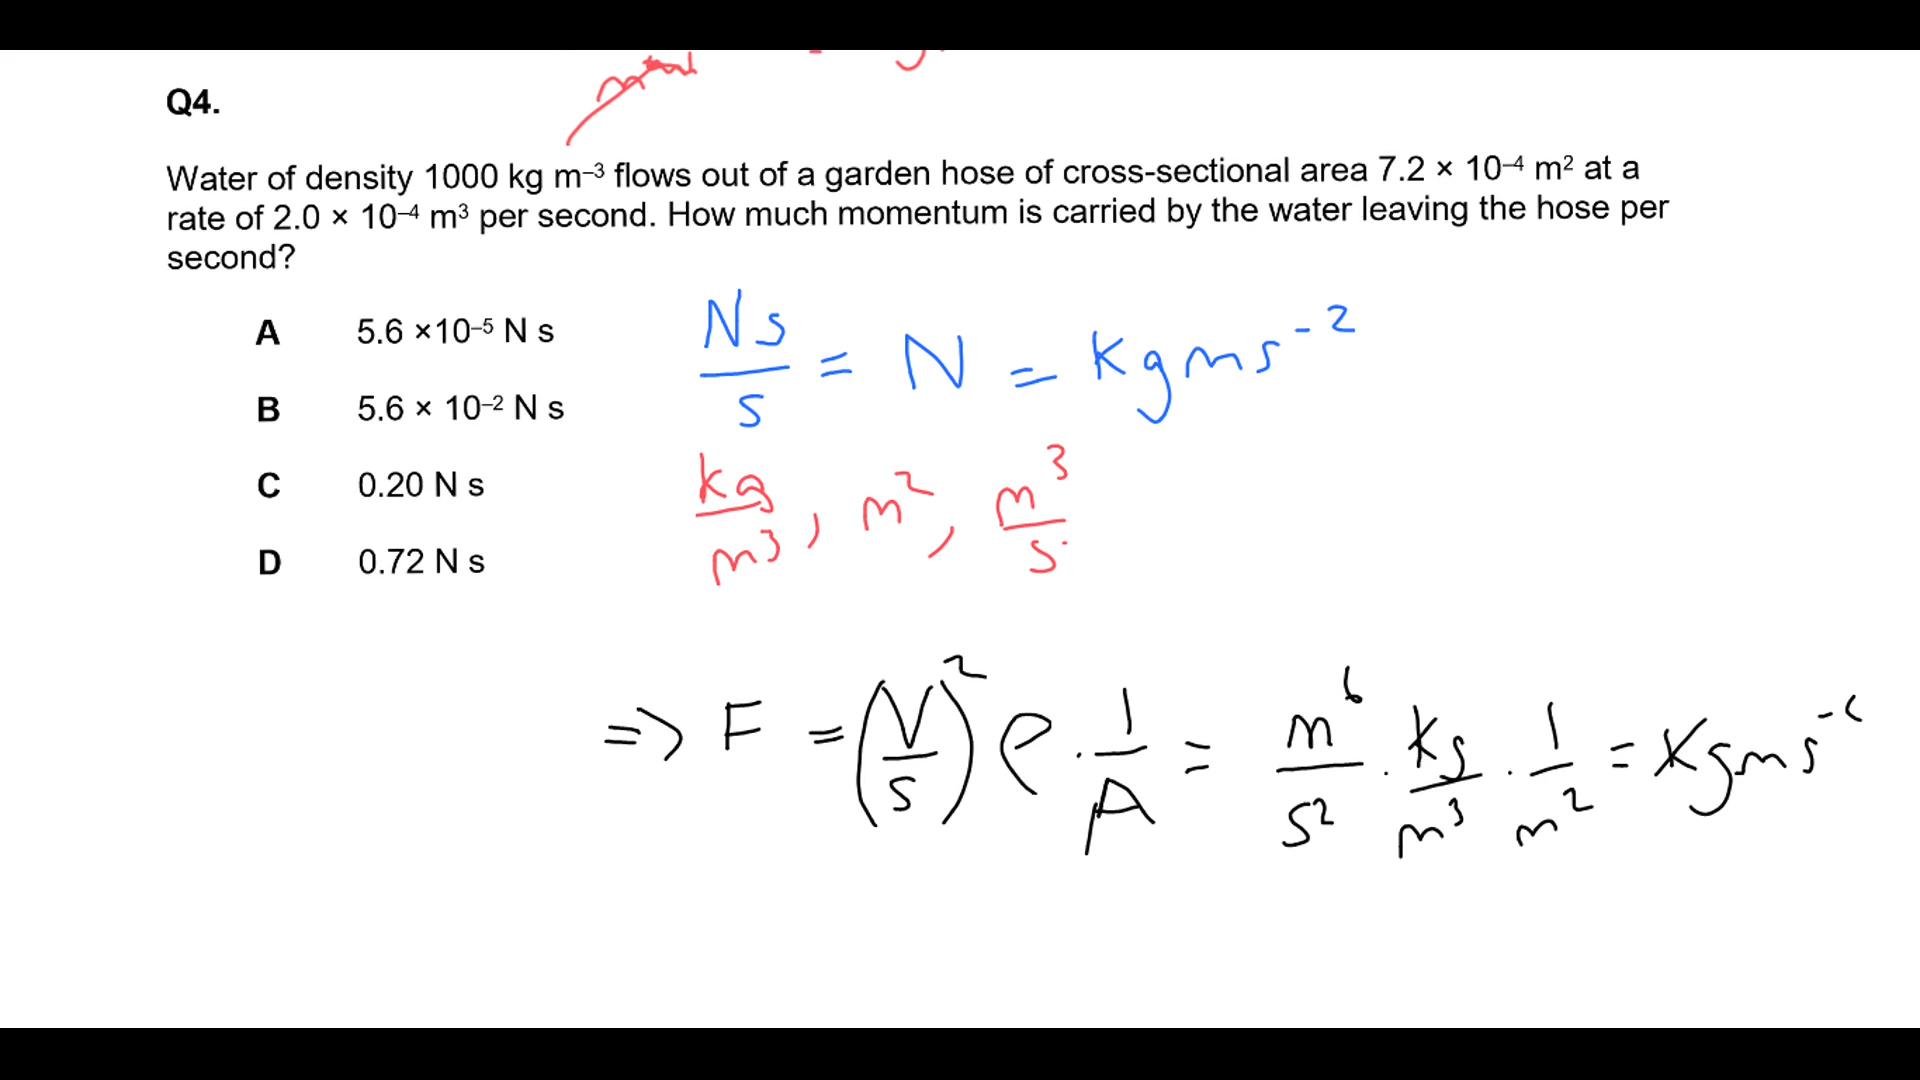 Q4.
Water of density 1000 kg m⁻³ flows out of a garden hose of cross-sectional area 7.2 × 10⁻⁴ m² at a
rate of 2.0 × 10⁻⁴ m³ per second. How much momentum is carried by the water leaving the hose per
second?
A 5.6 ×10⁻⁵ N s
B 5.6 × 10⁻² N s
C 0.20 N s
D 0.72 N s
Ns/s = N = kgms⁻²
kg/m³, m², m³/s
=> F = (V/s)² ρ · 1/A = m⁶/s² · kg/m³ · 1/m² = kgms⁻